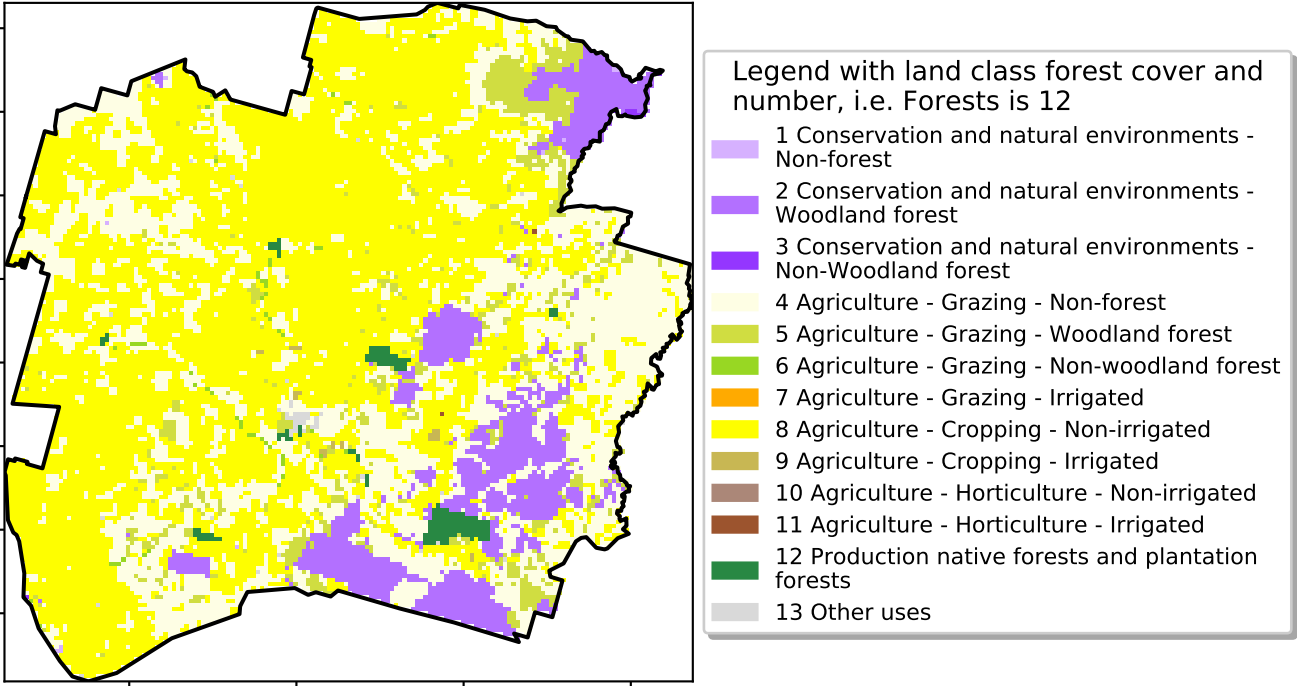 Legend with land class forest cover and
number, i.e. Forests is 12
1 Conservation and natural environments -
Non-forest
2 Conservation and natural environments -
Woodland forest
3 Conservation and natural environments -
Non-Woodland forest
4 Agriculture - Grazing - Non-forest
5 Agriculture - Grazing - Woodland forest
6 Agriculture - Grazing - Non-woodland forest
7 Agriculture - Grazing - Irrigated
8 Agriculture - Cropping - Non-irrigated
9 Agriculture - Cropping - Irrigated
10 Agriculture - Horticulture - Non-irrigated
11 Agriculture - Horticulture - Irrigated
12 Production native forests and plantation
forests
13 Other uses